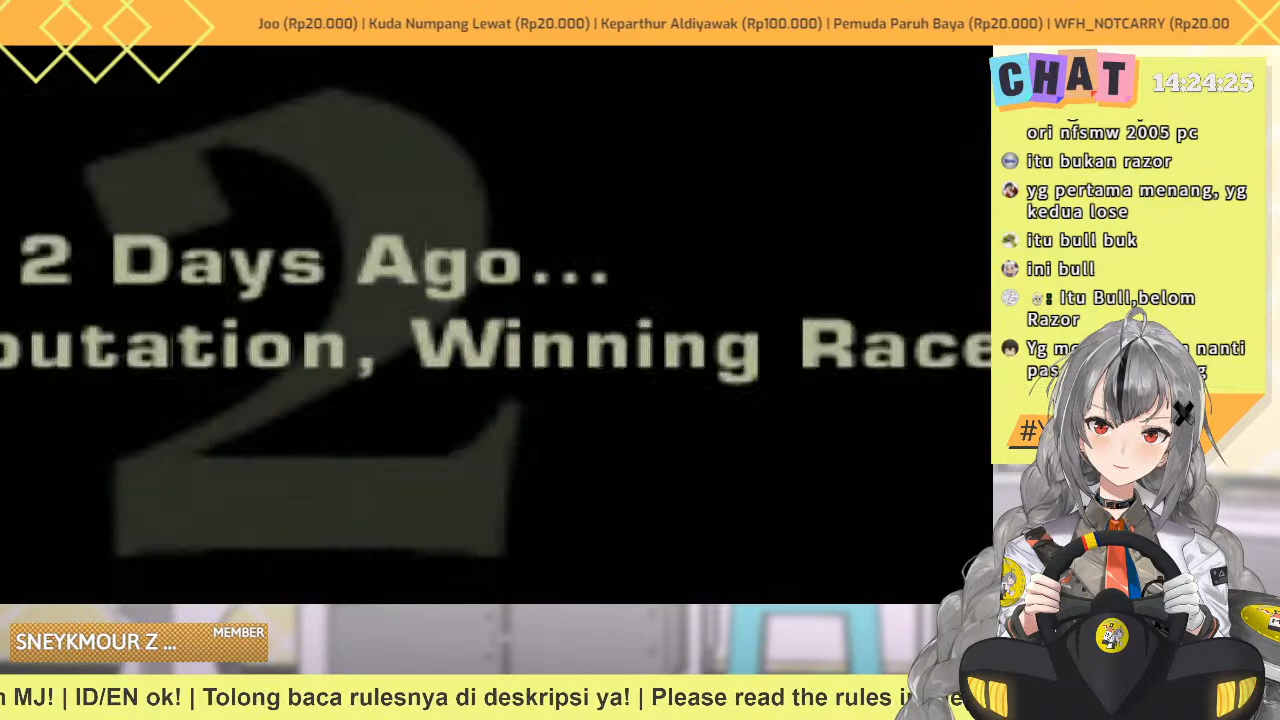 Joo (Rp20.000) | Kuda Numpang Lewat (Rp20.000) | Keparthur Aldiyawak (Rp100.000) | Pemuda Paruh Baya (Rp20.000) | WFH_NOTCARRY (Rp20.00
CHAT 14:24:25
ori nfsmw 2005 pc
itu bukan razor
yg pertama menang, yg
kedua lose
itu bull buk
ini bull
Itu Bull,belom
Razor
Yg nanti
2
2 Days Ago...
putation, Winning Race
SNEYKMOUR Z ... MEMBER
MJ! | ID/EN ok! | Tolong baca rulesnya di deskripsi ya! | Please read the rules